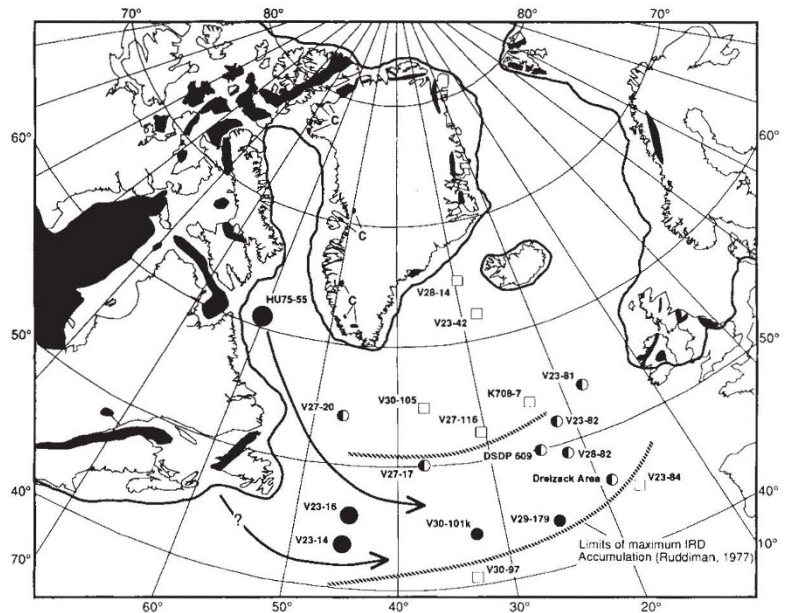 70°
80°
80°
70°
60°
60°
C
C
C
HU75-55
V28-14
V23-42
50°
50°
V23-81
V30-105
K708-7
V27-20
V23-82
V27-116
DSDP 609
V28-82
V27-17
Dreizack Area
V23-84
40°
40°
V23-16
?
V30-101k
V29-179
V23-14
Limits of maximum IRD
Accumulation (Ruddiman, 1977)
70°
10°
V30-97
60°
50°
40°
30°
20°